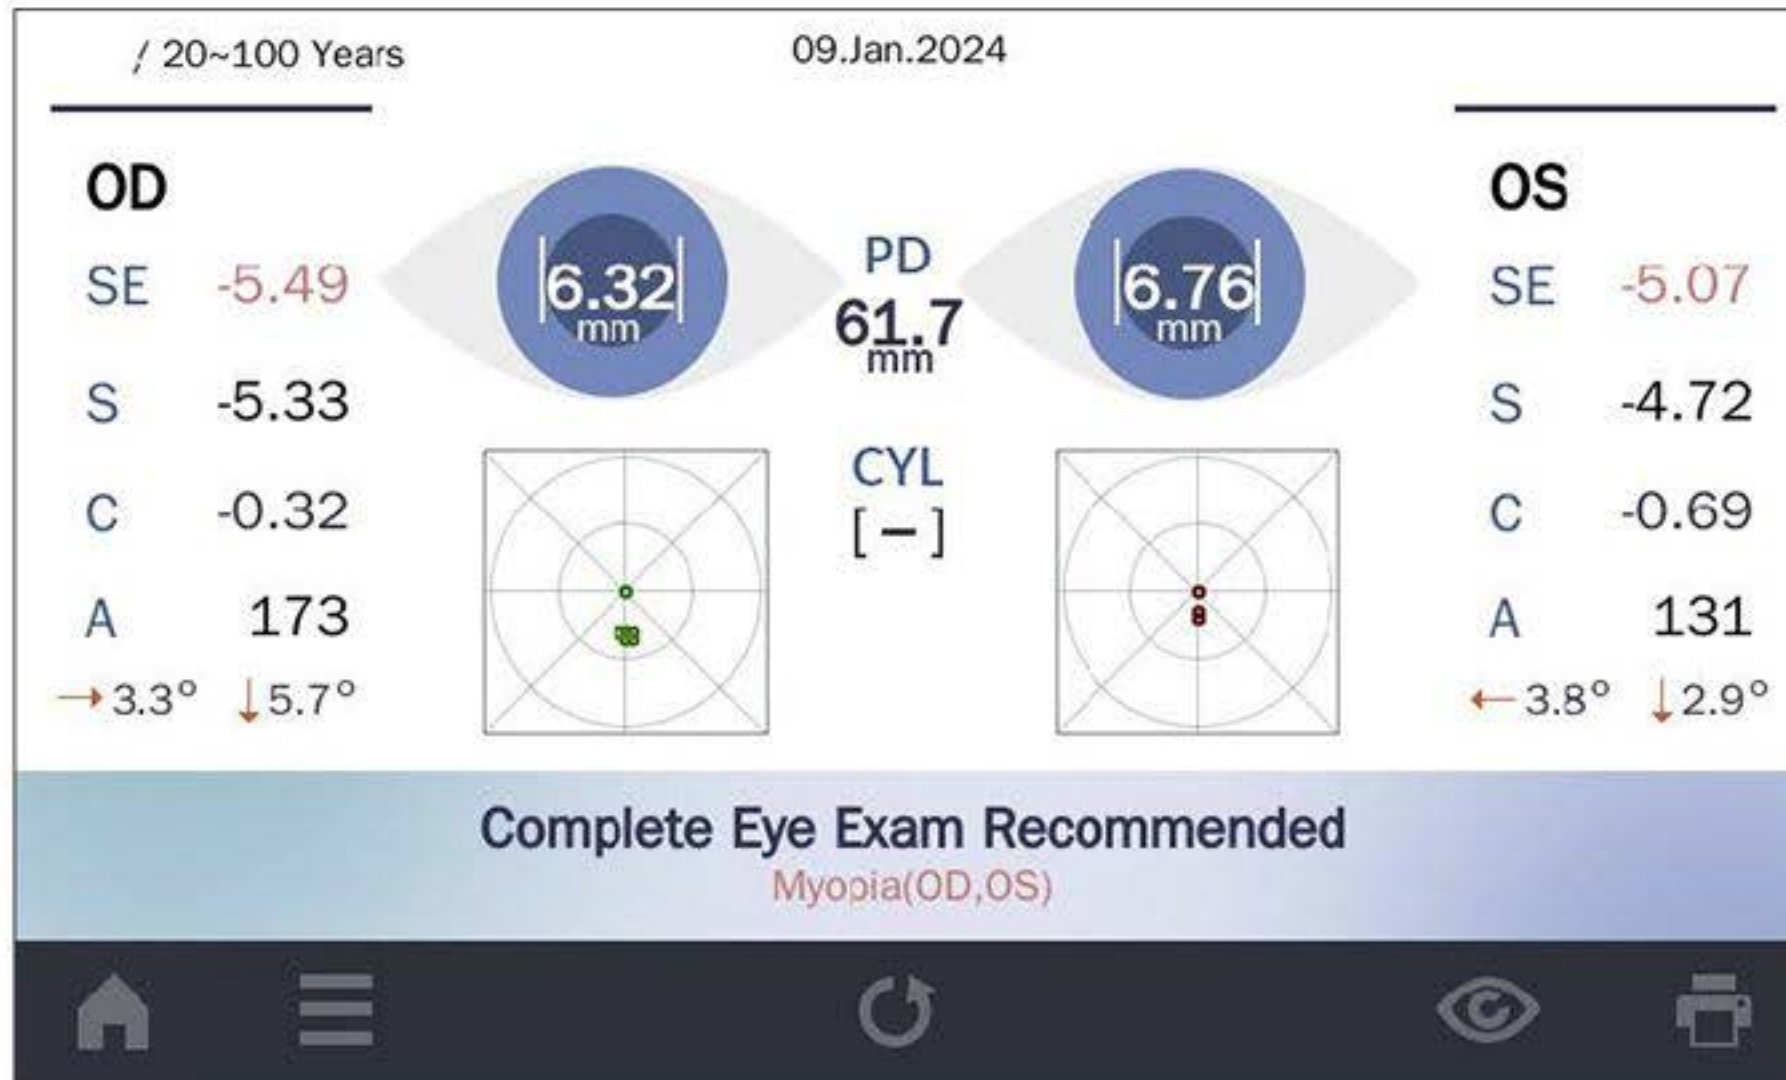 / 20~100 Years
09.Jan.2024
OD
SE -5.49
S -5.33
C -0.32
A 173
→3.3° ↓5.7°
|6.32|
mm
PD
61.7
mm
|6.76|
mm
CYL
[ − ]
OS
SE -5.07
S -4.72
C -0.69
A 131
←3.8° ↓2.9°
Complete Eye Exam Recommended
Myopia(OD,OS)